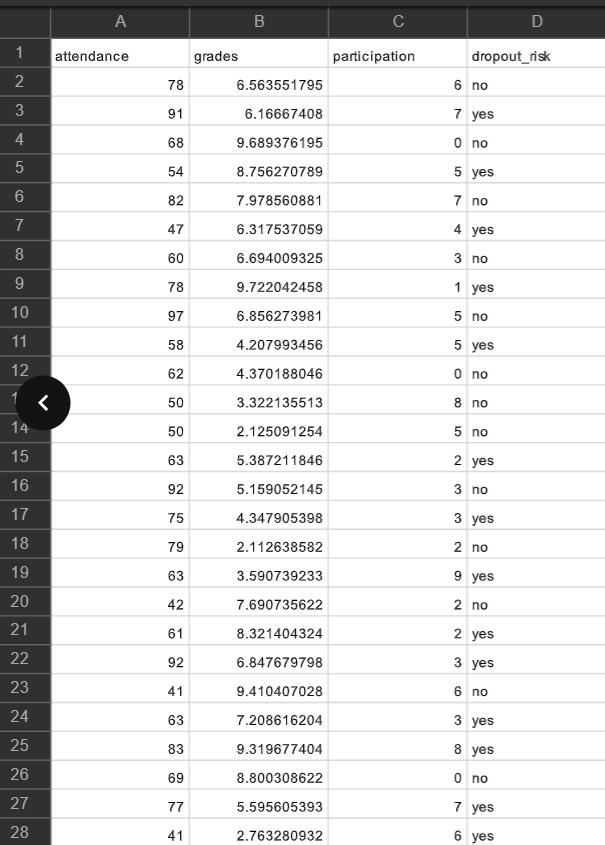 A B C D
1 attendance grades participation dropout_risk
2 78 6.563551795 6 no
3 91 6.16667408 7 yes
4 68 9.689376195 0 no
5 54 8.756270789 5 yes
6 82 7.978560881 7 no
7 47 6.317537059 4 yes
8 60 6.694009325 3 no
9 78 9.722042458 1 yes
10 97 6.856273981 5 no
11 58 4.207993456 5 yes
12 62 4.370188046 0 no
50 3.322135513 8 no
14 50 2.125091254 5 no
15 63 5.387211846 2 yes
16 92 5.159052145 3 no
17 75 4.347905398 3 yes
18 79 2.112638582 2 no
19 63 3.590739233 9 yes
20 42 7.690735622 2 no
21 61 8.321404324 2 yes
22 92 6.847679798 3 yes
23 41 9.410407028 6 no
24 63 7.208616204 3 yes
25 83 9.319677404 8 yes
26 69 8.800308622 0 no
27 77 5.595605393 7 yes
28 41 2.763280932 6 yes